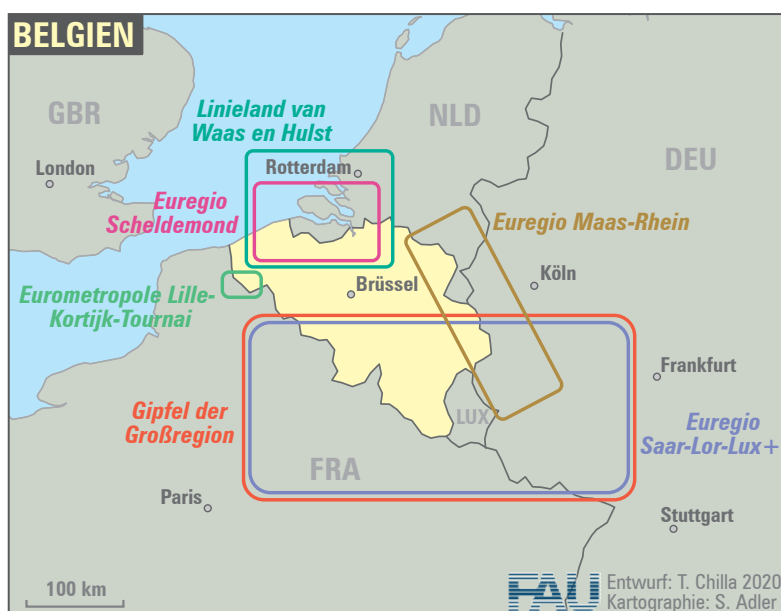 BELGIEN
GBR
NLD
DEU
Linieland van
Waas en Hulst
London
Rotterdam
Euregio
Scheldemond
Euregio Maas-Rhein
Köln
Brüssel
Eurometropole Lille-
Kortijk-Tournai
Frankfurt
Gipfel der
Großregion
LUX
Euregio
Saar-Lor-Lux+
FRA
Paris
Stuttgart
100 km
FAU
Entwurf: T. Chilla 2020
Kartographie: S. Adler